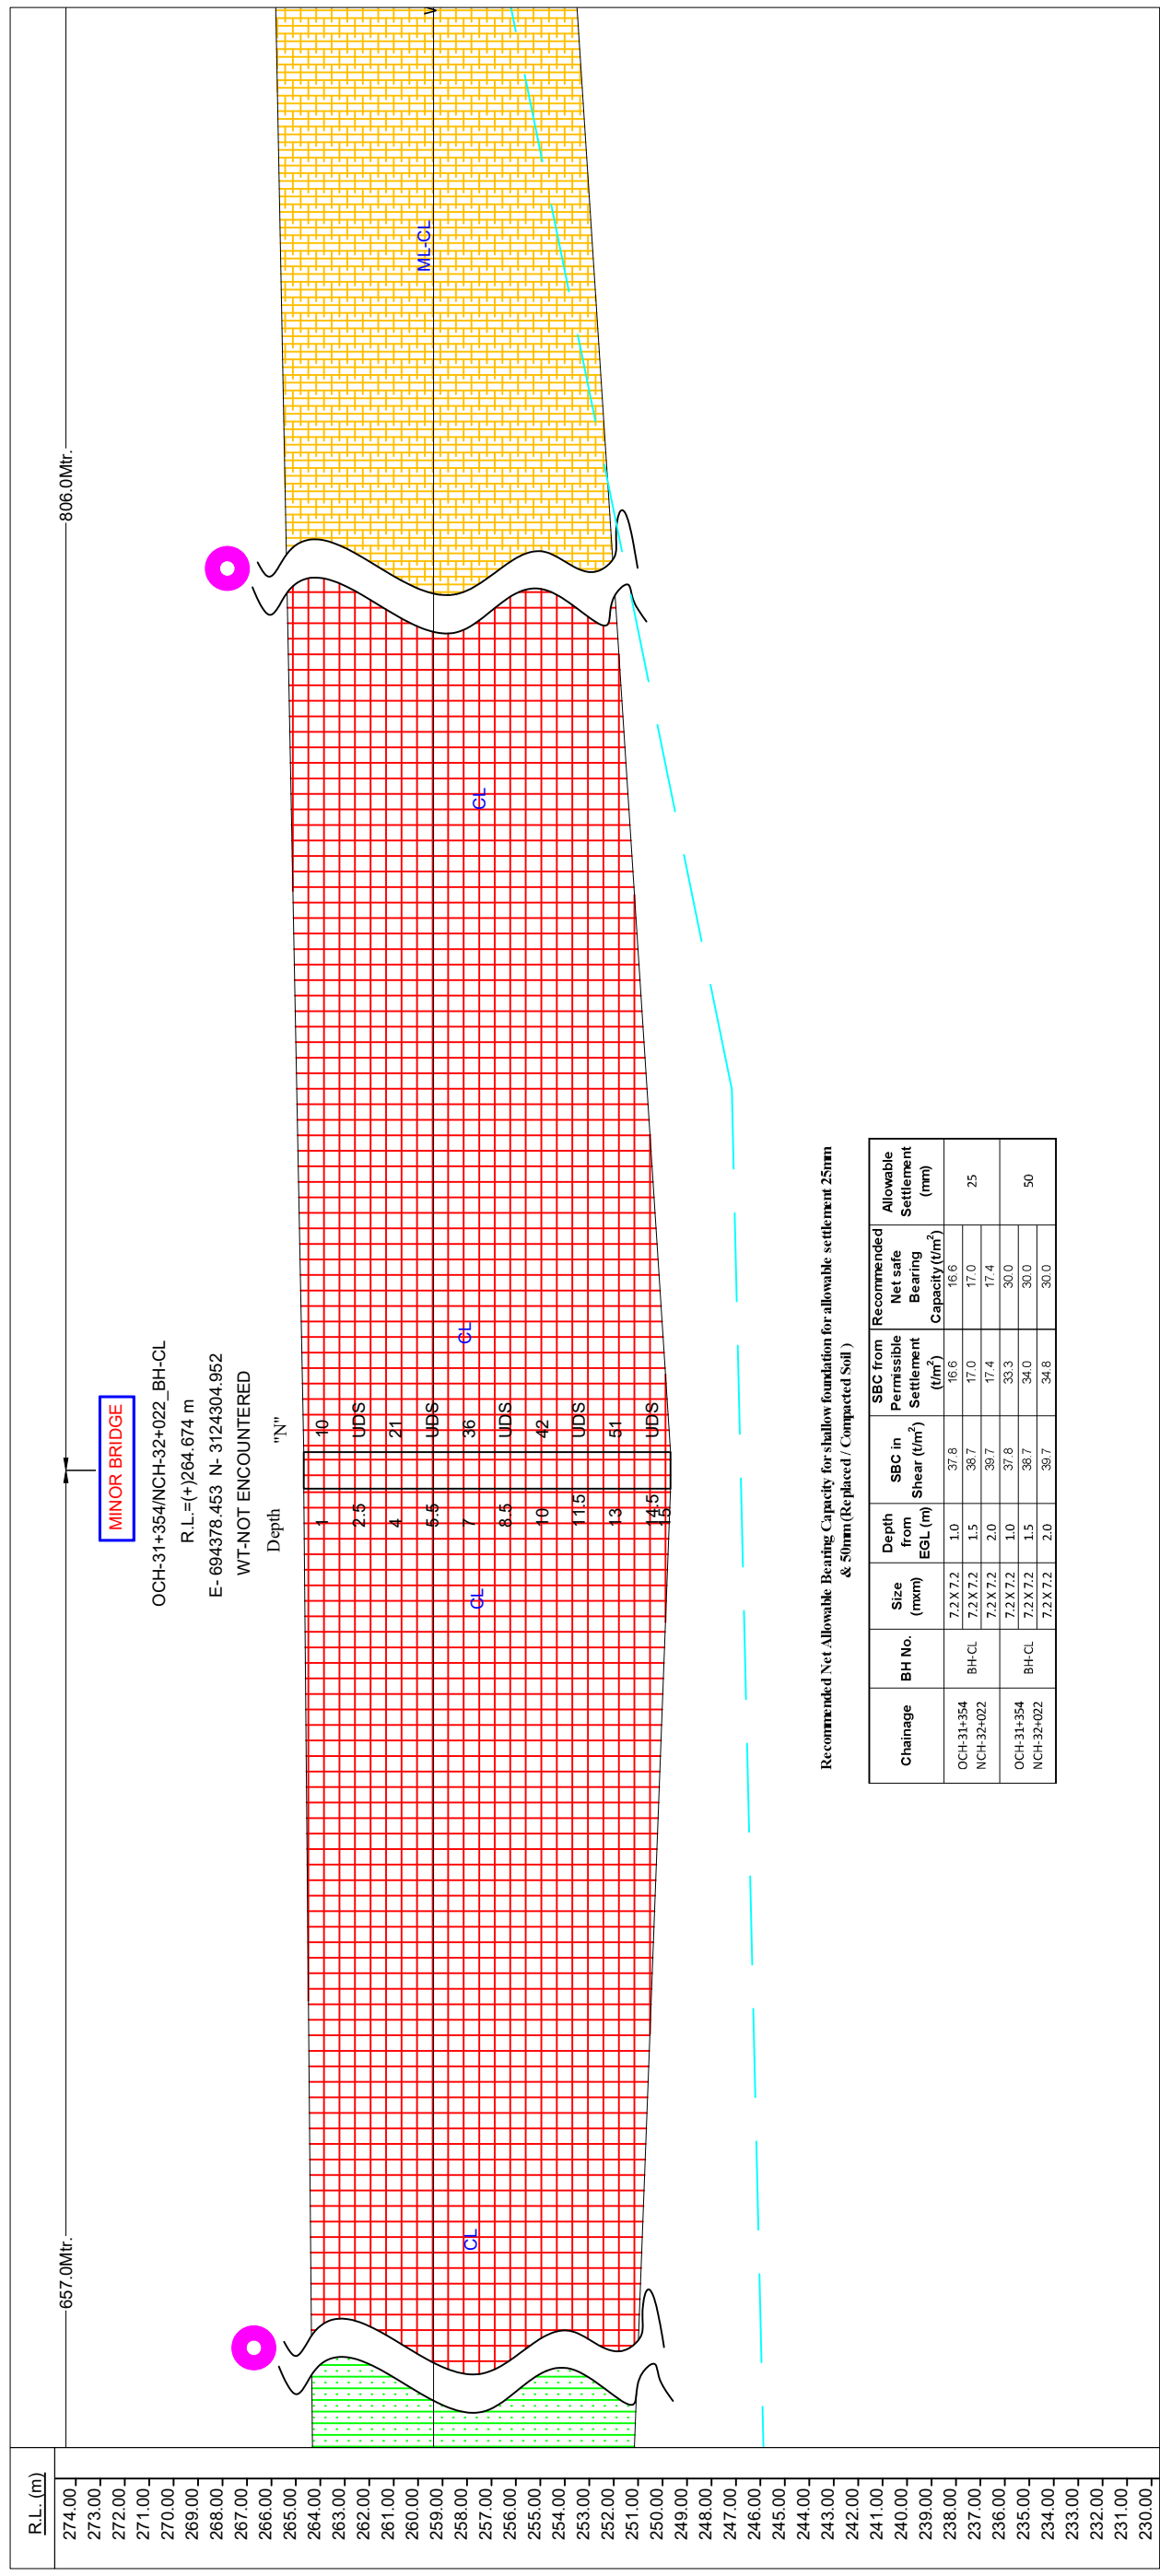 R.L. (m)
274.00
273.00
272.00
271.00
270.00
269.00
268.00
267.00
266.00
265.00
264.00
263.00
262.00
261.00
260.00
259.00
258.00
257.00
256.00
255.00
254.00
253.00
252.00
251.00
250.00
249.00
248.00
247.00
246.00
245.00
244.00
243.00
242.00
241.00
240.00
239.00
238.00
237.00
236.00
235.00
234.00
233.00
232.00
231.00
230.00
657.0Mtr.
806.0Mtr.
MINOR BRIDGE
OCH-31+354/NCH-32+022_BH-CL
R.L.=(+)264.674 m
E- 694378.453 N- 3124304.952
WT-NOT ENCOUNTERED
Depth "N"
1 10
2.5 UDS
4 21
5.5 UDS
7 36
8.5 UDS
10 42
11.5 UDS
13 51
14.5 UDS
15
CL
CL
CL
CL
ML-CL
Recommended Net Allowable Bearing Capacity for shallow foundation for allowable settlement 25mm
& 50mm (Replaced / Compacted Soil )
Chainage BH No. Size (mxm) Depth from EGL (m) SBC in Shear (t/m²) SBC from Permissible Settlement (t/m²) Recommended Net safe Bearing Capacity (t/m²) Allowable Settlement (mm)
OCH-31+354 NCH-32+022 BH-CL 7.2 X 7.2 1.0 37.8 16.6 16.6 25
7.2 X 7.2 1.5 38.7 17.0 17.0
7.2 X 7.2 2.0 39.7 17.4 17.4
OCH-31+354 NCH-32+022 BH-CL 7.2 X 7.2 1.0 37.8 33.3 30.0 50
7.2 X 7.2 1.5 38.7 34.0 30.0
7.2 X 7.2 2.0 39.7 34.8 30.0